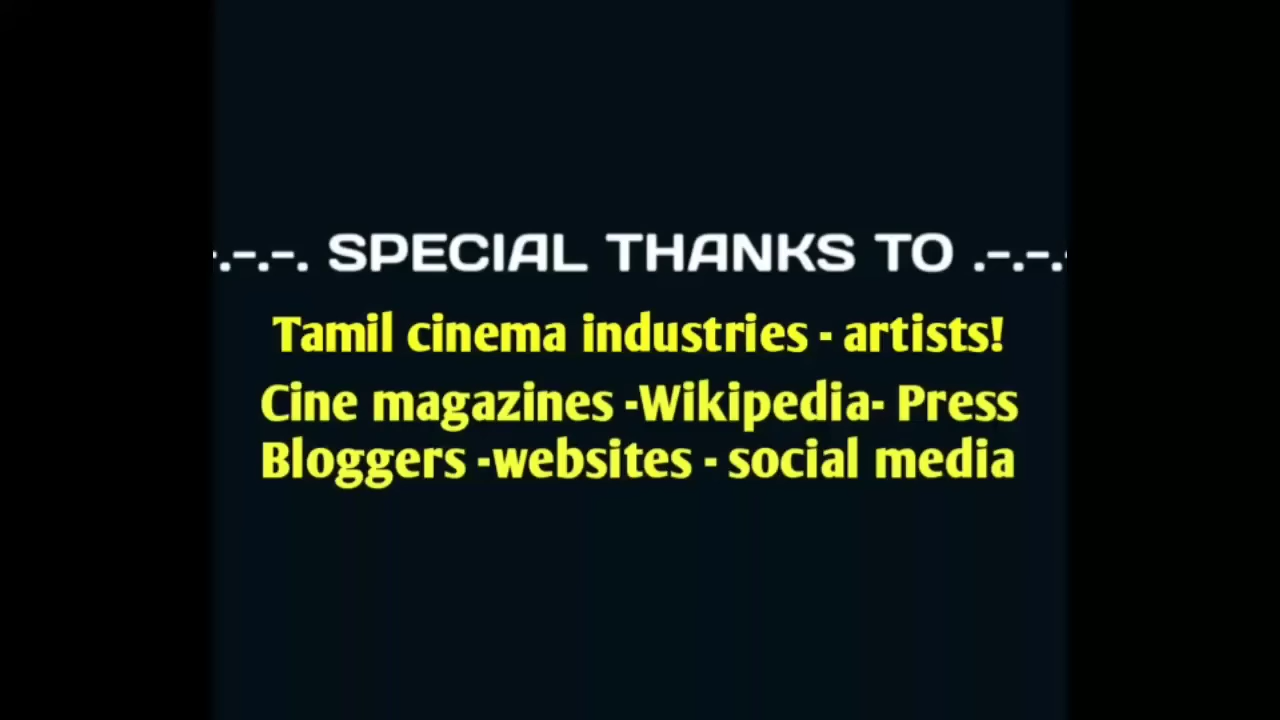 -.-.-. SPECIAL THANKS TO .-.-.-
Tamil cinema industries - artists!
Cine magazines -Wikipedia- Press
Bloggers -websites - social media